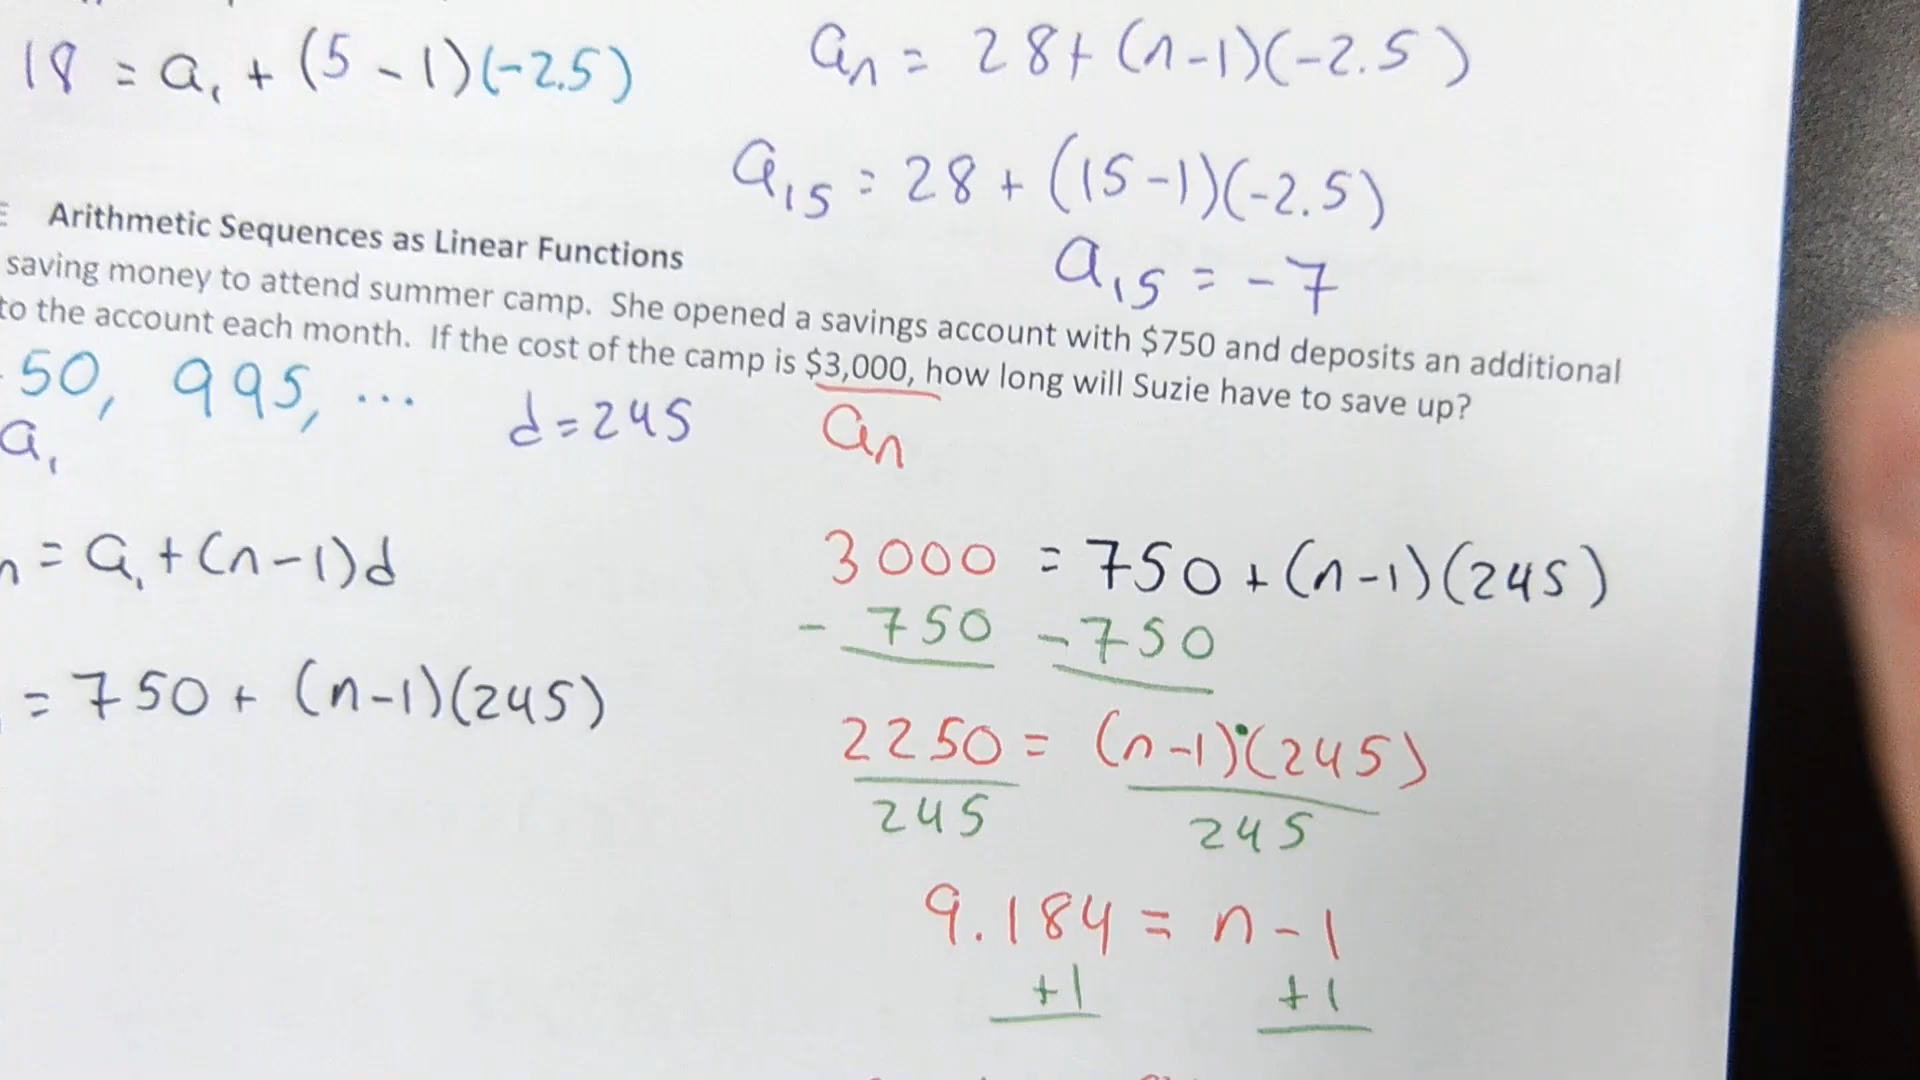 18 = a₁ + (5 - 1)(-2.5)
aₙ = 28 + (n-1)(-2.5)
a₁₅ = 28 + (15-1)(-2.5)
a₁₅ = -7
Arithmetic Sequences as Linear Functions
saving money to attend summer camp. She opened a savings account with $750 and deposits an additional
to the account each month. If the cost of the camp is $3,000, how long will Suzie have to save up?
50, 995, ...
a₁
d = 245
aₙ
n = a₁ + (n-1)d
= 750 + (n-1)(245)
3000 = 750 + (n-1)(245)
- 750 -750
2250 = (n-1)·(245)
245 245
9.184 = n - 1
+1 +1